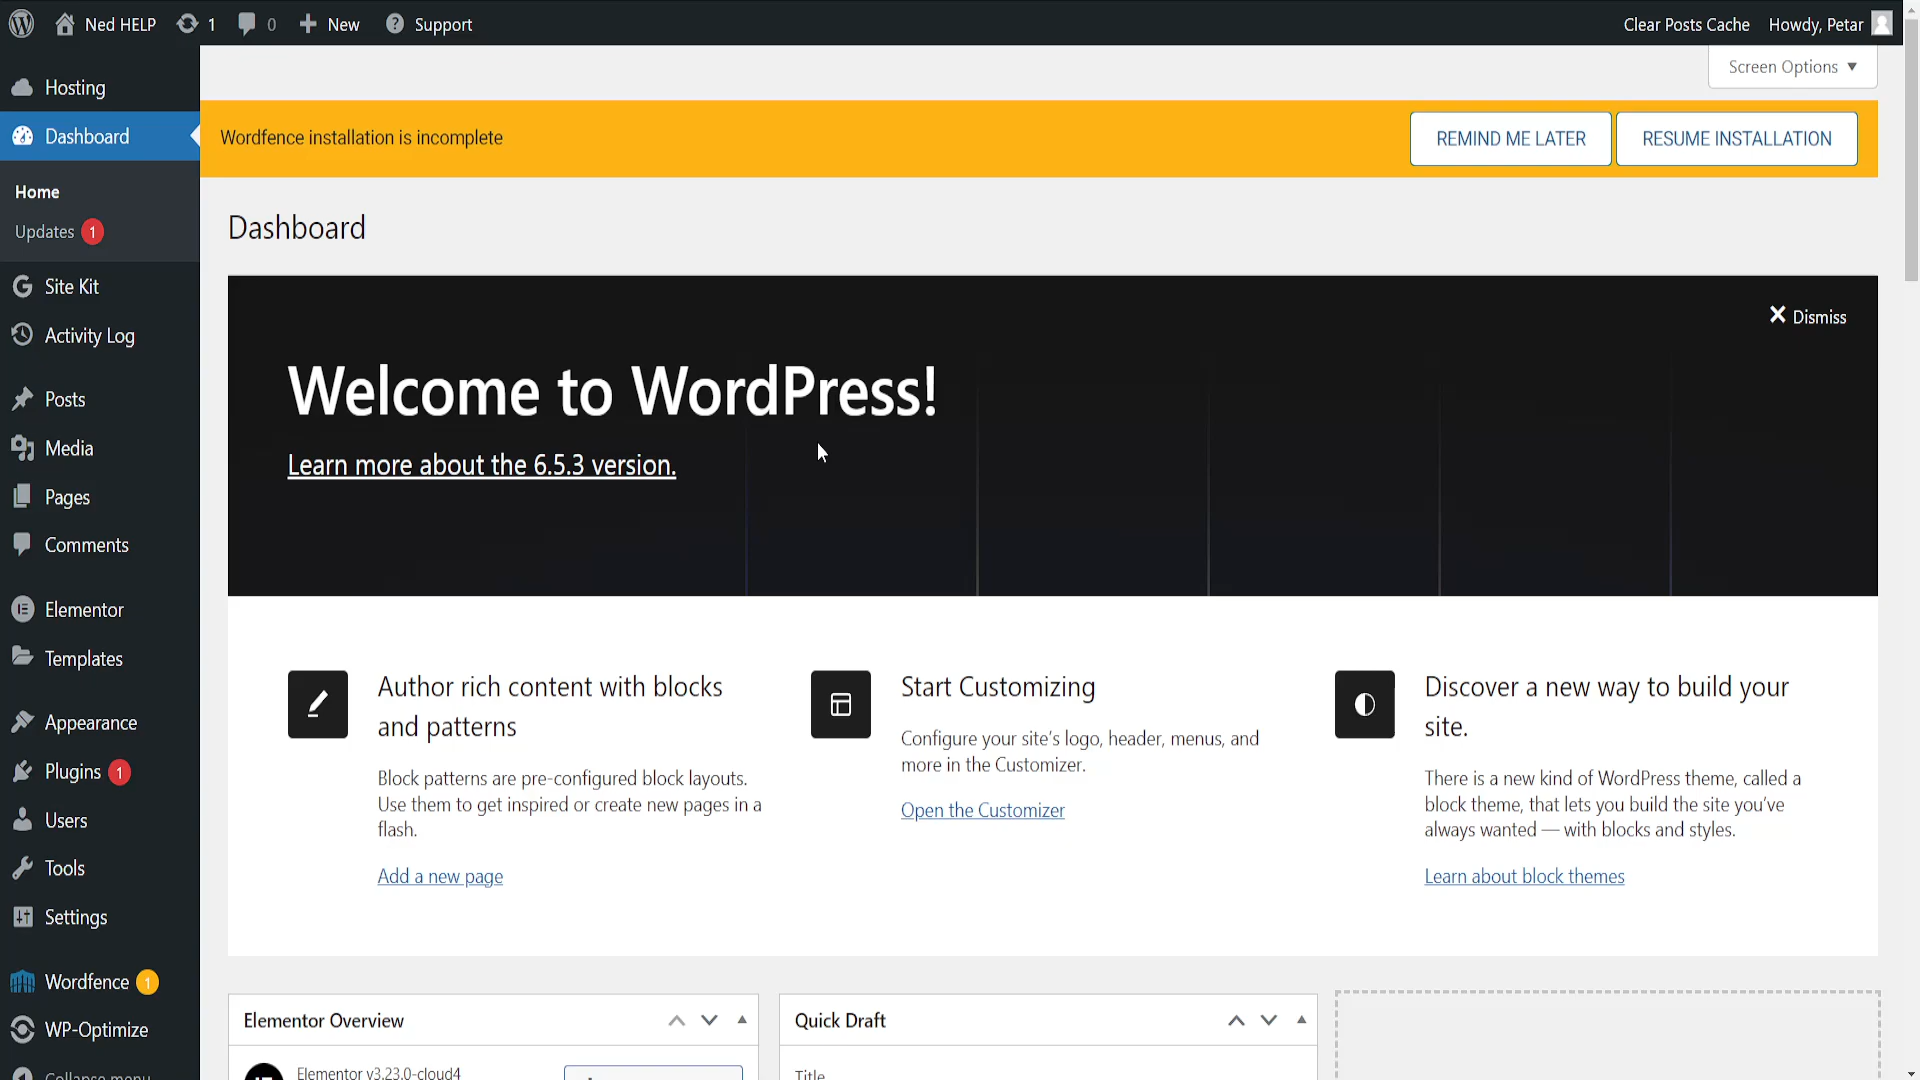 Ned HELP 1 0 New Support Clear Posts Cache Howdy, Petar
Screen Options
Hosting
Dashboard
Home
Updates 1
Site Kit
Activity Log
Posts
Media
Pages
Comments
Elementor
Templates
Appearance
Plugins 1
Users
Tools
Settings
Wordfence 1
WP-Optimize
Collapse menu
Wordfence installation is incomplete
REMIND ME LATER
RESUME INSTALLATION
Dashboard
Dismiss
Welcome to WordPress!
Learn more about the 6.5.3 version.
Author rich content with blocks
and patterns
Block patterns are pre-configured block layouts.
Use them to get inspired or create new pages in a
flash.
Add a new page
Start Customizing
Configure your site's logo, header, menus, and
more in the Customizer.
Open the Customizer
Discover a new way to build your
site.
There is a new kind of WordPress theme, called a
block theme, that lets you build the site you've
always wanted — with blocks and styles.
Learn about block themes
Elementor Overview
Elementor v3.23.0-cloud4
Quick Draft
Title